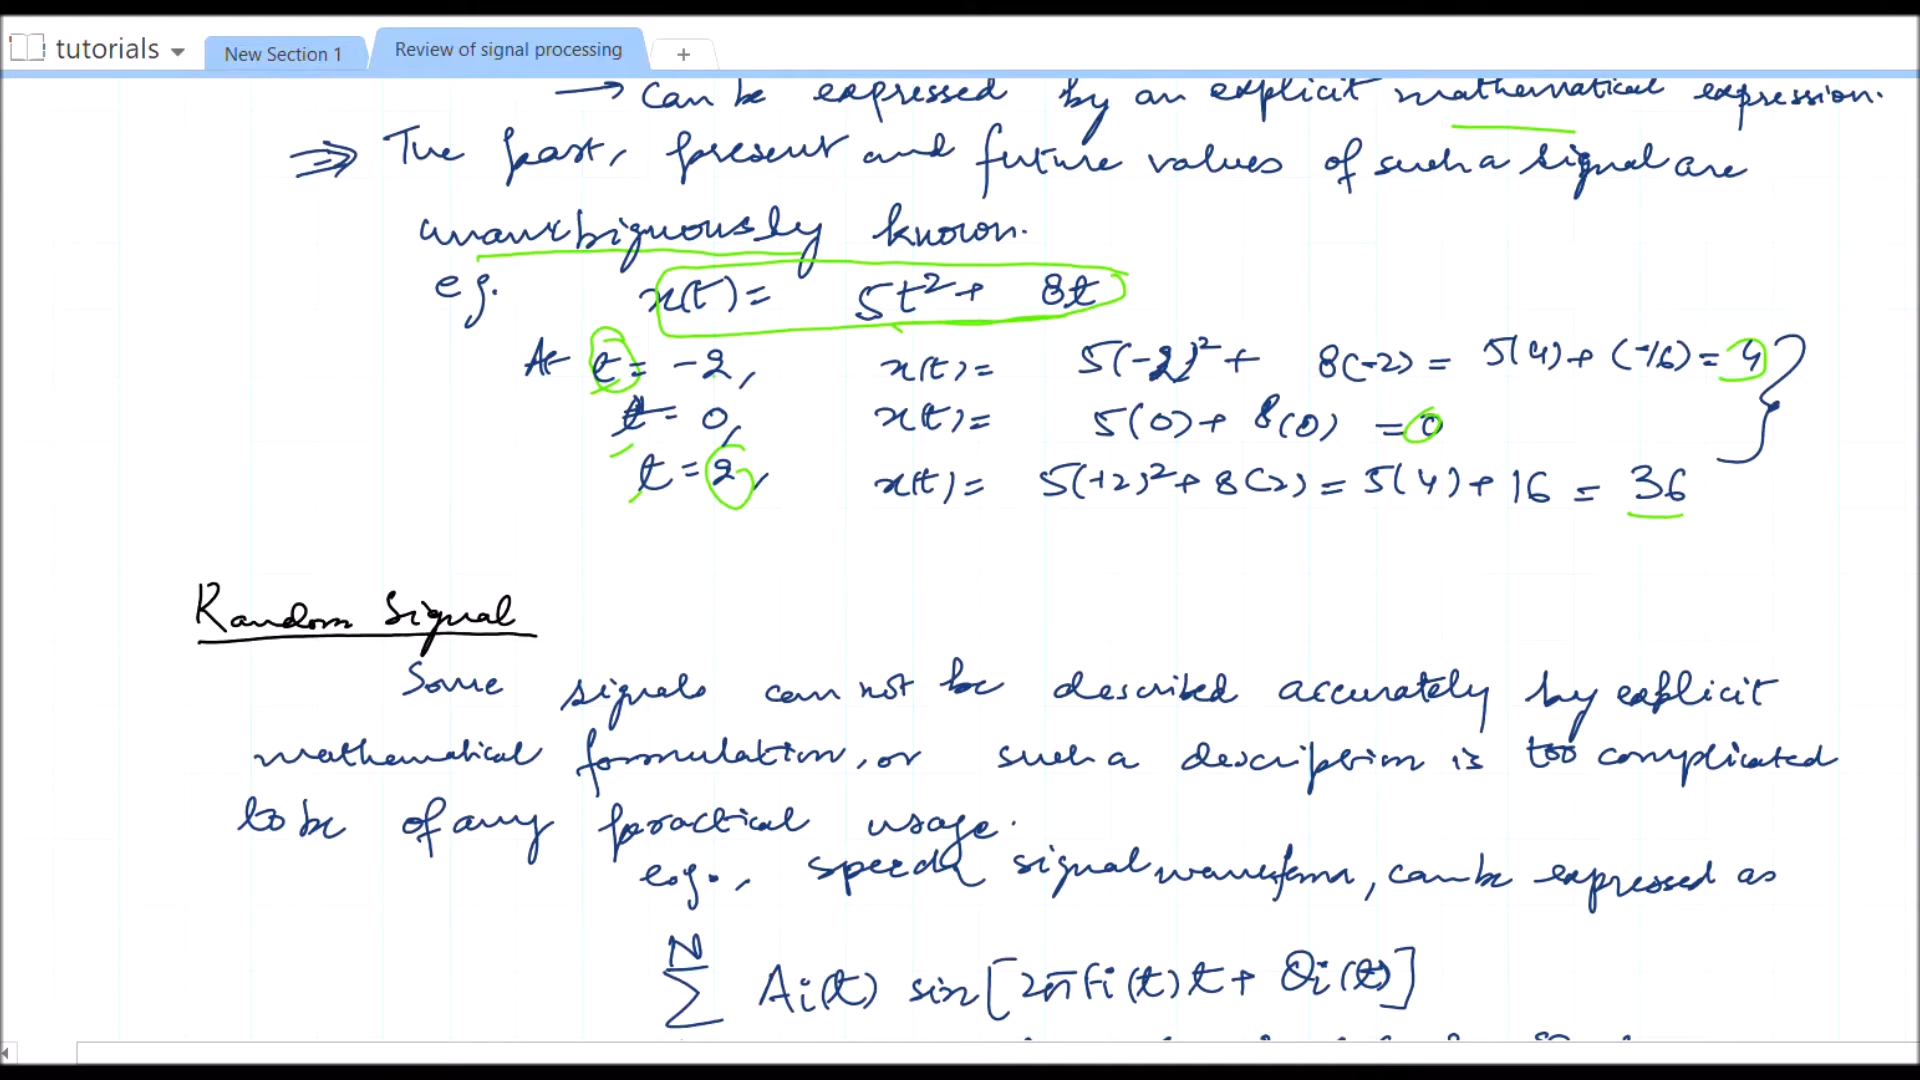 tutorials
New Section 1
Review of signal processing
+
→ can be expressed by an explicit mathematical expression.
⇒ The past, present and future values of such a signal are
unambiguously known.
eg. x(t) = 5t² + 8t
At t = -2, x(t) = 5(-2)² + 8(-2) = 5(4) + (-16) = 4
t = 0, x(t) = 5(0) + 8(0) = 0
t = 2, x(t) = 5(+2)² + 8(2) = 5(4) + 16 = 36
Random Signal
Some signals can not be described accurately by explicit
mathematical formulation, or such a description is too complicated
to be of any practical usage.
e.g., speech signal waveform, can be expressed as
N
∑ Ai(t) sin[2πFi(t)t + θi(t)]